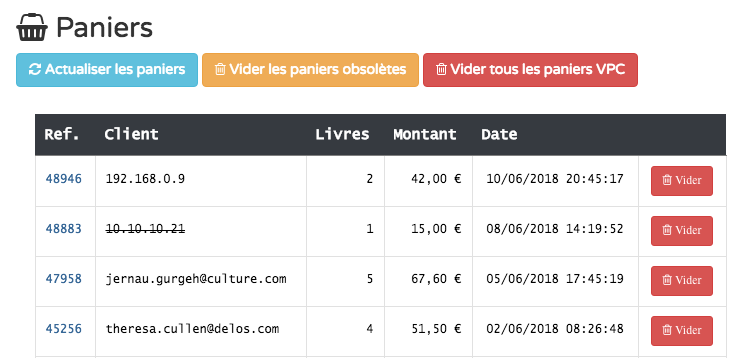 Paniers
Actualiser les paniers Vider les paniers obsolètes Vider tous les paniers VPC
Ref. Client Livres Montant Date
48946 192.168.0.9 2 42,00 € 10/06/2018 20:45:17 Vider
48883 10.10.10.21 1 15,00 € 08/06/2018 14:19:52 Vider
47958 jernau.gurgeh@culture.com 5 67,60 € 05/06/2018 17:45:19 Vider
45256 theresa.cullen@delos.com 4 51,50 € 02/06/2018 08:26:48 Vider